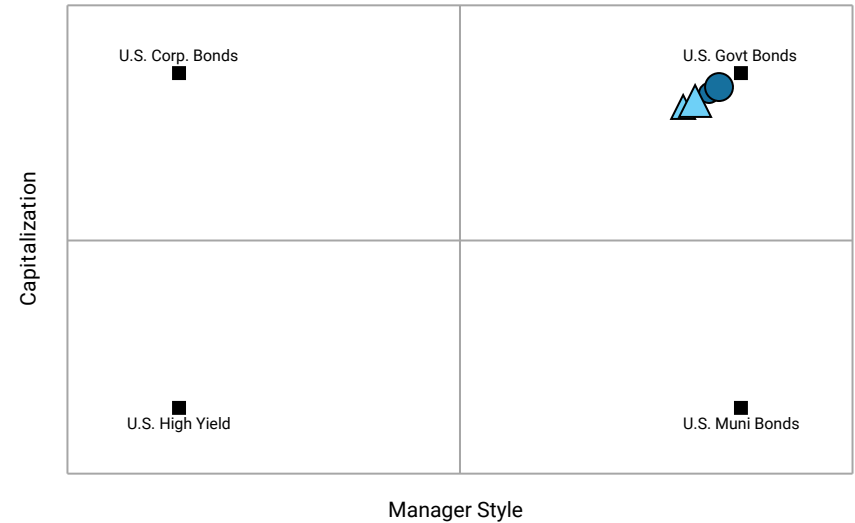 U.S. Corp. Bonds
U.S. Govt Bonds
Capitalization
U.S. High Yield
U.S. Muni Bonds
Manager Style